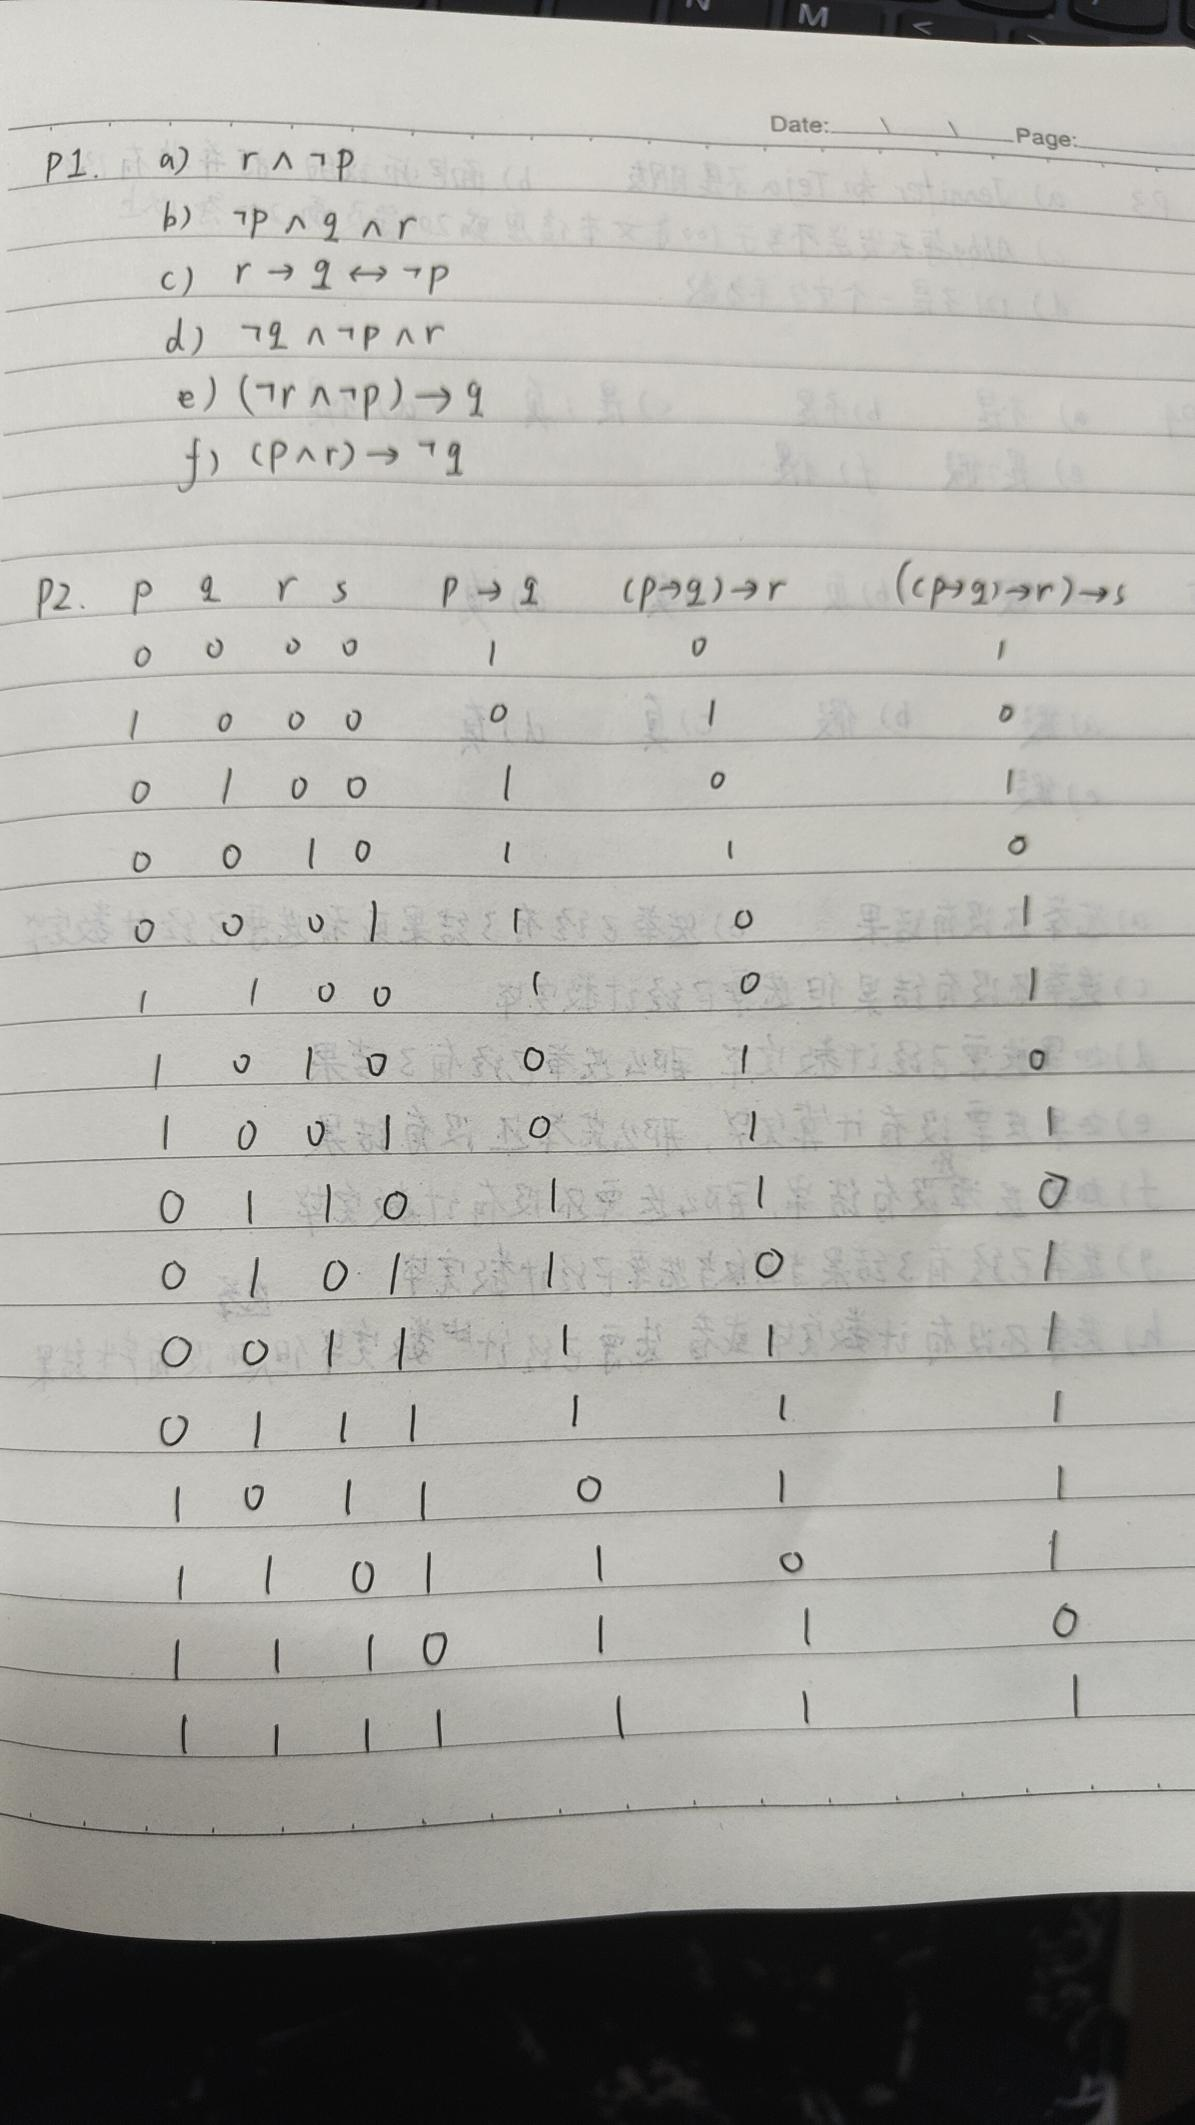 N M <
Date: \ \ Page:
P1. a) r ∧ ¬p
b) ¬p ∧ q ∧ r
c) r → q ↔ ¬p
d) ¬q ∧ ¬p ∧ r
e) (¬r ∧ ¬p) → q
f) (p ∧ r) → ¬q
P2. p q r s p → q (p→q)→r ((p→q)→r)→s
0 0 0 0 1 0 1
1 0 0 0 0 1 0
0 1 0 0 1 0 1
0 0 1 0 1 1 0
0 0 0 1 1 0 1
1 1 0 0 1 0 1
1 0 1 0 0 1 0
1 0 0 1 0 1 1
0 1 1 0 1 1 0
0 1 0 1 1 0 1
0 0 1 1 1 1 1
0 1 1 1 1 1 1
1 0 1 1 0 1 1
1 1 0 1 1 0 1
1 1 1 0 1 1 0
1 1 1 1 1 1 1